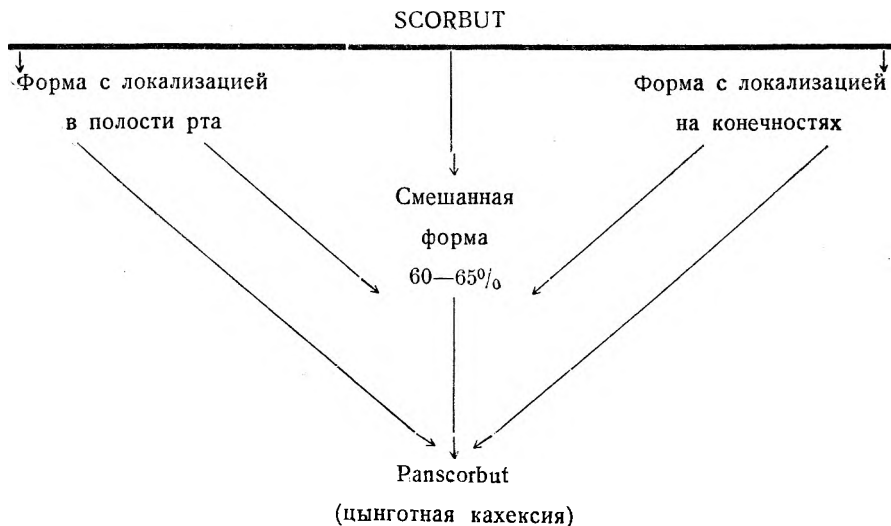 SCORBUT
Форма с локализацией
в полости рта
Форма с локализацией
на конечностях
Смешанная
форма
60—65%
Panscorbut
(цынготная кахексия)